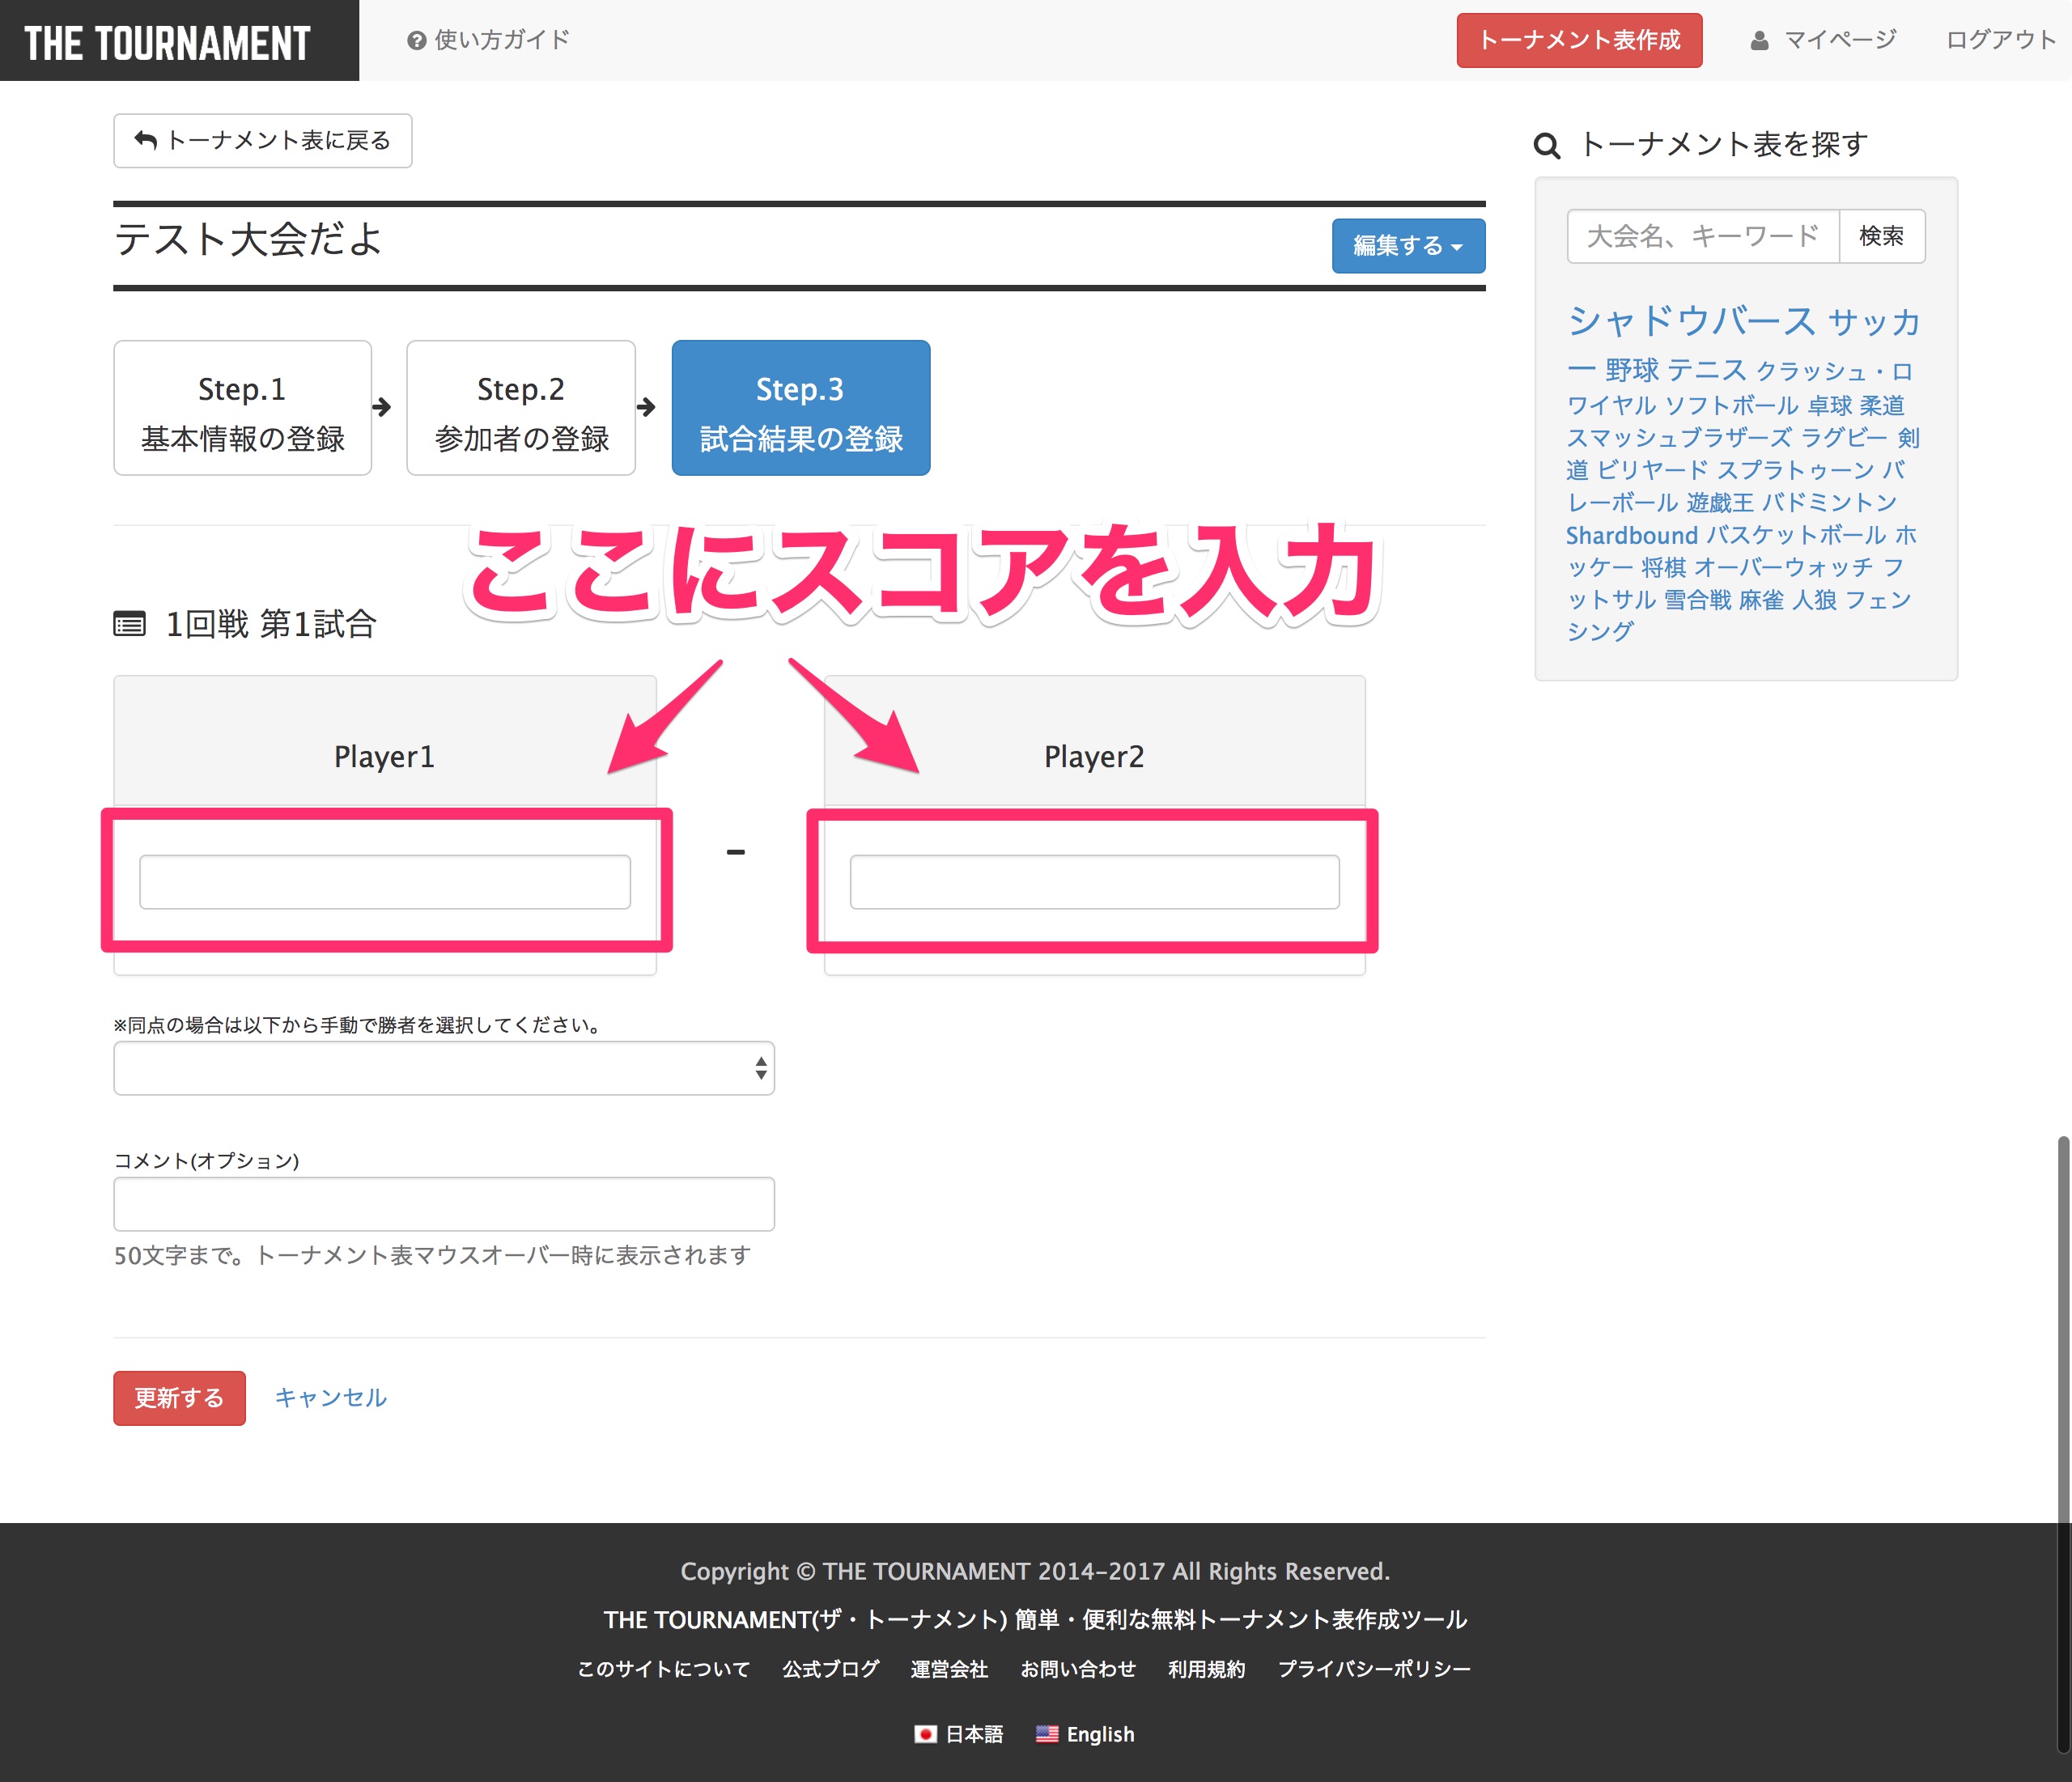 THE TOURNAMENT
使い方ガイド
トーナメント表作成
マイページ
ログアウト
トーナメント表に戻る
テスト大会だよ
編集する
Step.1
基本情報の登録
Step.2
参加者の登録
Step.3
試合結果の登録
ここにスコアを入力
1回戦 第1試合
Player1
Player2
-
※同点の場合は以下から手動で勝者を選択してください。
コメント(オプション)
50文字まで。トーナメント表マウスオーバー時に表示されます
更新する
キャンセル
トーナメント表を探す
大会名、キーワード
検索
シャドウバース サッカ
ー 野球 テニス クラッシュ・ロ
ワイヤル ソフトボール 卓球 柔道
スマッシュブラザーズ ラグビー 剣
道 ビリヤード スプラトゥーン バ
レーボール 遊戯王 バドミントン
Shardbound バスケットボール ホ
ッケー 将棋 オーバーウォッチ フ
ットサル 雪合戦 麻雀 人狼 フェン
シング
Copyright © THE TOURNAMENT 2014-2017 All Rights Reserved.
THE TOURNAMENT(ザ・トーナメント) 簡単・便利な無料トーナメント表作成ツール
このサイトについて 公式ブログ 運営会社 お問い合わせ 利用規約 プライバシーポリシー
日本語 English